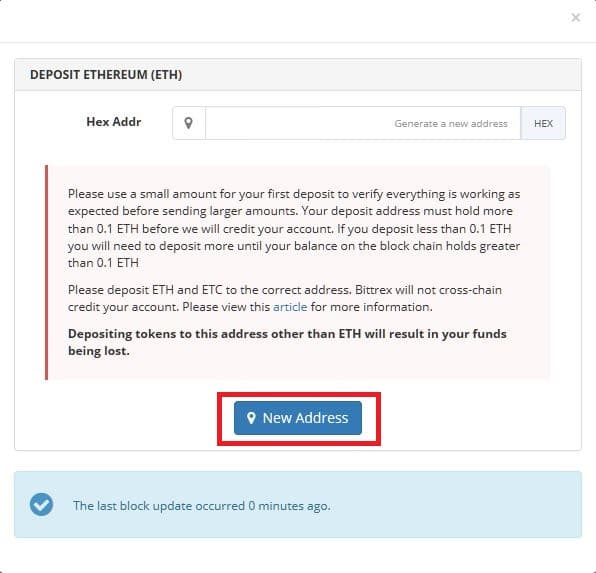 ×
DEPOSIT ETHEREUM (ETH)
Hex Addr
Generate a new address
HEX
Please use a small amount for your first deposit to verify everything is working as
expected before sending larger amounts. Your deposit address must hold more
than 0.1 ETH before we will credit your account. If you deposit less than 0.1 ETH
you will need to deposit more until your balance on the block chain holds greater
than 0.1 ETH
Please deposit ETH and ETC to the correct address. Bittrex will not cross-chain
credit your account. Please view this article for more information.
Depositing tokens to this address other than ETH will result in your funds
being lost.
New Address
The last block update occurred 0 minutes ago.